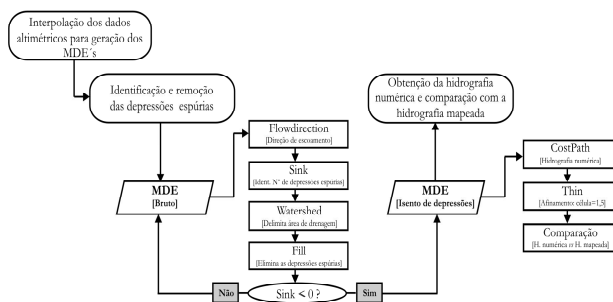 Interpolação dos dados
altimétricos para geração dos
MDE´s
Identificação e remoção
das depressões espúrias
MDE
[Bruto]
Flowdirection
[Direção de escoamento]
Sink
[Ident. Nº de depressoes espurias]
Watershed
[Delimita área de drenagem]
Fill
[Elimina as depressões espúrias]
Não
Sink < 0 ?
Sim
Obtenção da hidrografia
numérica e comparação com a
hidrografia mapeada
MDE
[Isento de depressões]
CostPath
[Hidrografia numérica]
Thin
[Afinamento: célula=1,5]
Comparação
[H. numérica n H. mapeada]